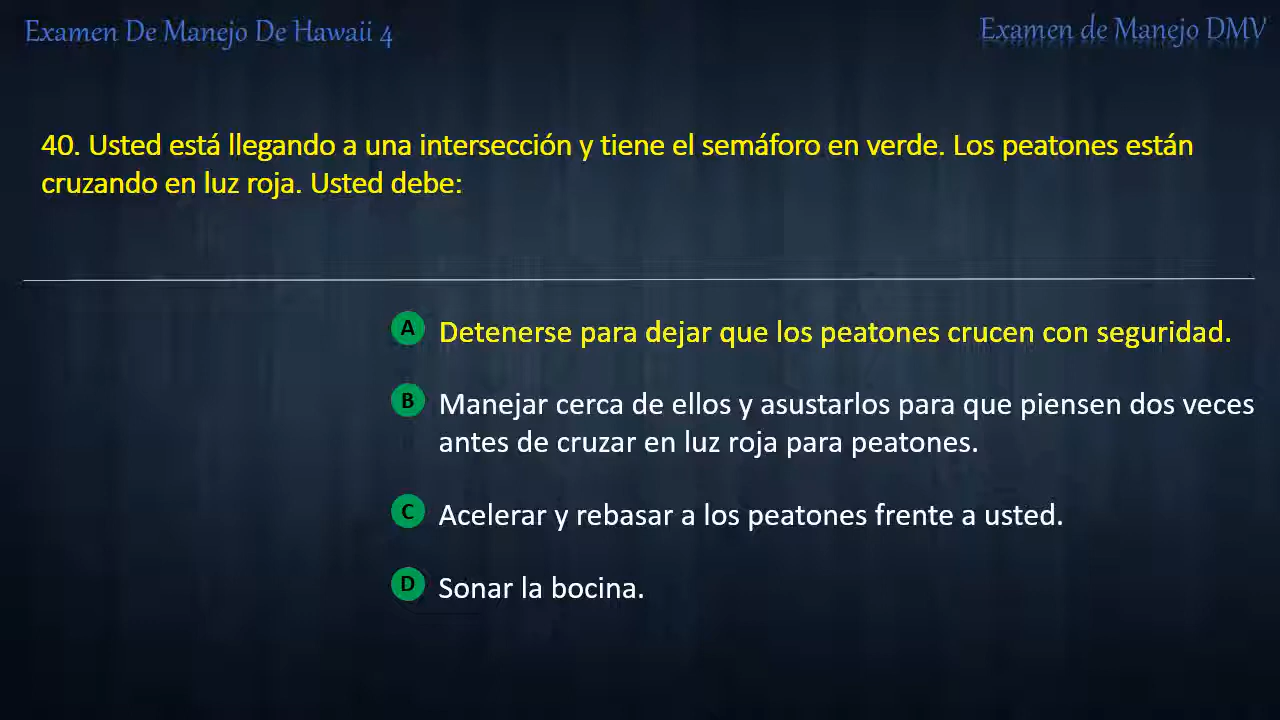 Examen De Manejo De Hawaii 4
Examen de Manejo DMV
40. Usted está llegando a una intersección y tiene el semáforo en verde. Los peatones están
cruzando en luz roja. Usted debe:
A Detenerse para dejar que los peatones crucen con seguridad.
B Manejar cerca de ellos y asustarlos para que piensen dos veces
antes de cruzar en luz roja para peatones.
C Acelerar y rebasar a los peatones frente a usted.
D Sonar la bocina.